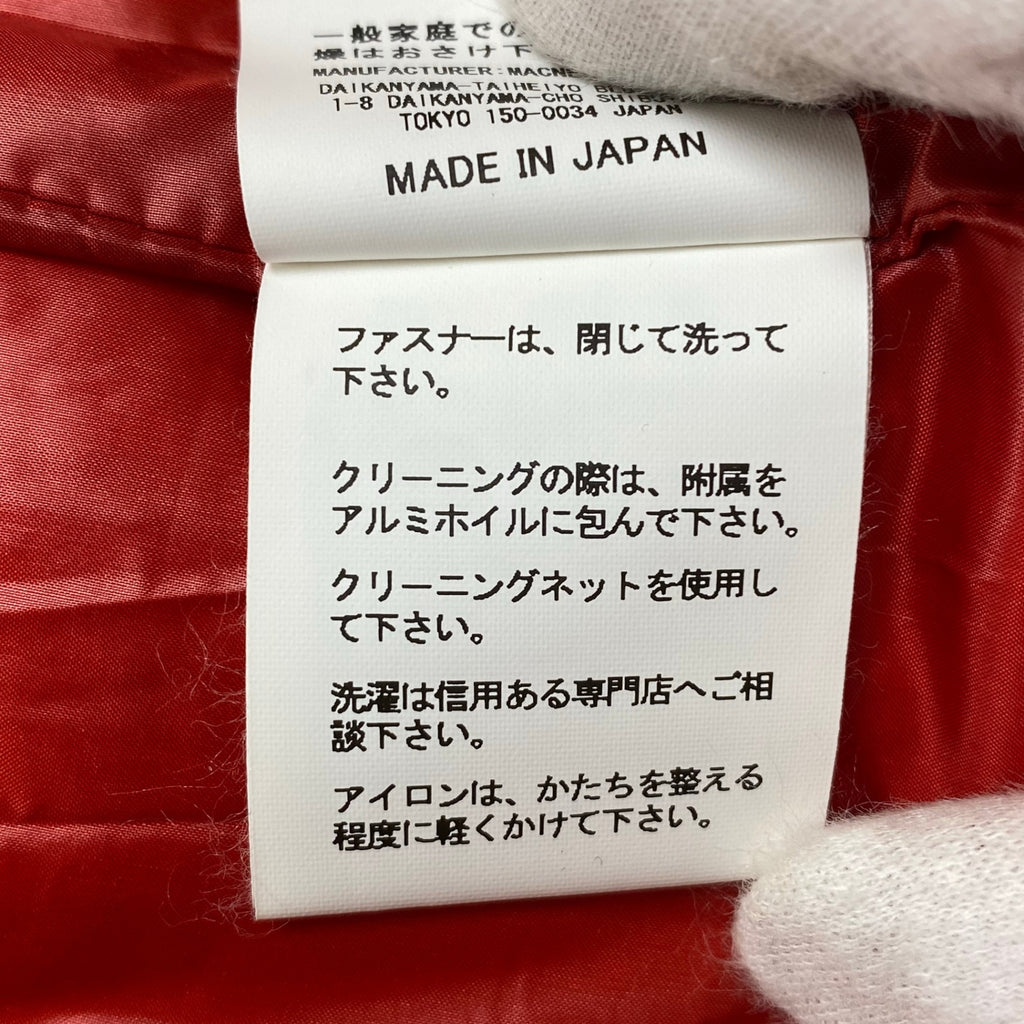 一般家庭での
燥はおさけ下
MANUFACTURER:MACNE
DAIKANYAMA-TAIHEIYO
1-8 DAIKANYAMA-CHO
TOKYO 150-0034 JAPAN
MADE IN JAPAN
ファスナーは、閉じて洗って
下さい。
クリーニングの際は、附属を
アルミホイルに包んで下さい。
クリーニングネットを使用し
て下さい。
洗濯は信用ある専門店へご相
談下さい。
アイロンは、かたちを整える
程度に軽くかけて下さい。